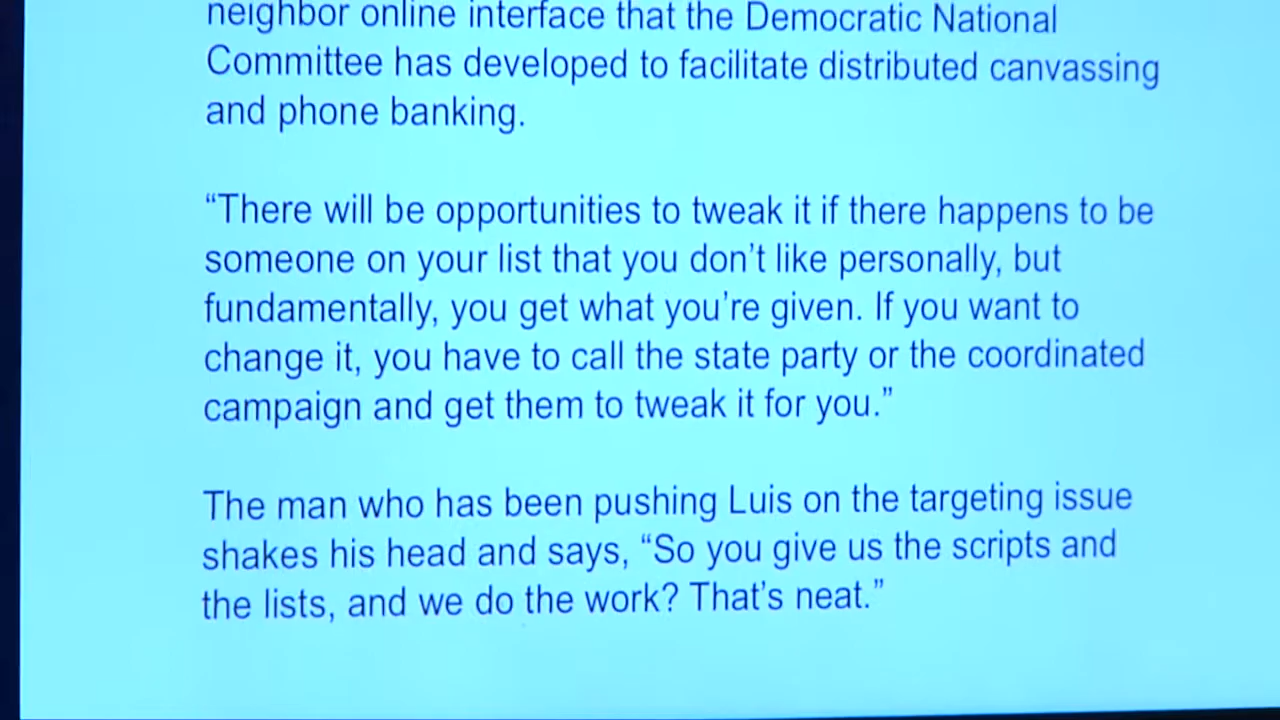 neighbor online interface that the Democratic National
Committee has developed to facilitate distributed canvassing
and phone banking.
“There will be opportunities to tweak it if there happens to be
someone on your list that you don’t like personally, but
fundamentally, you get what you’re given. If you want to
change it, you have to call the state party or the coordinated
campaign and get them to tweak it for you.”
The man who has been pushing Luis on the targeting issue
shakes his head and says, “So you give us the scripts and
the lists, and we do the work? That’s neat.”